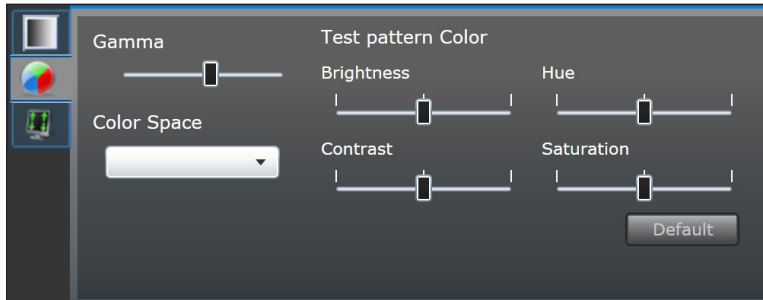 Gamma
Color Space
Test pattern Color
Brightness
Hue
Contrast
Saturation
Default